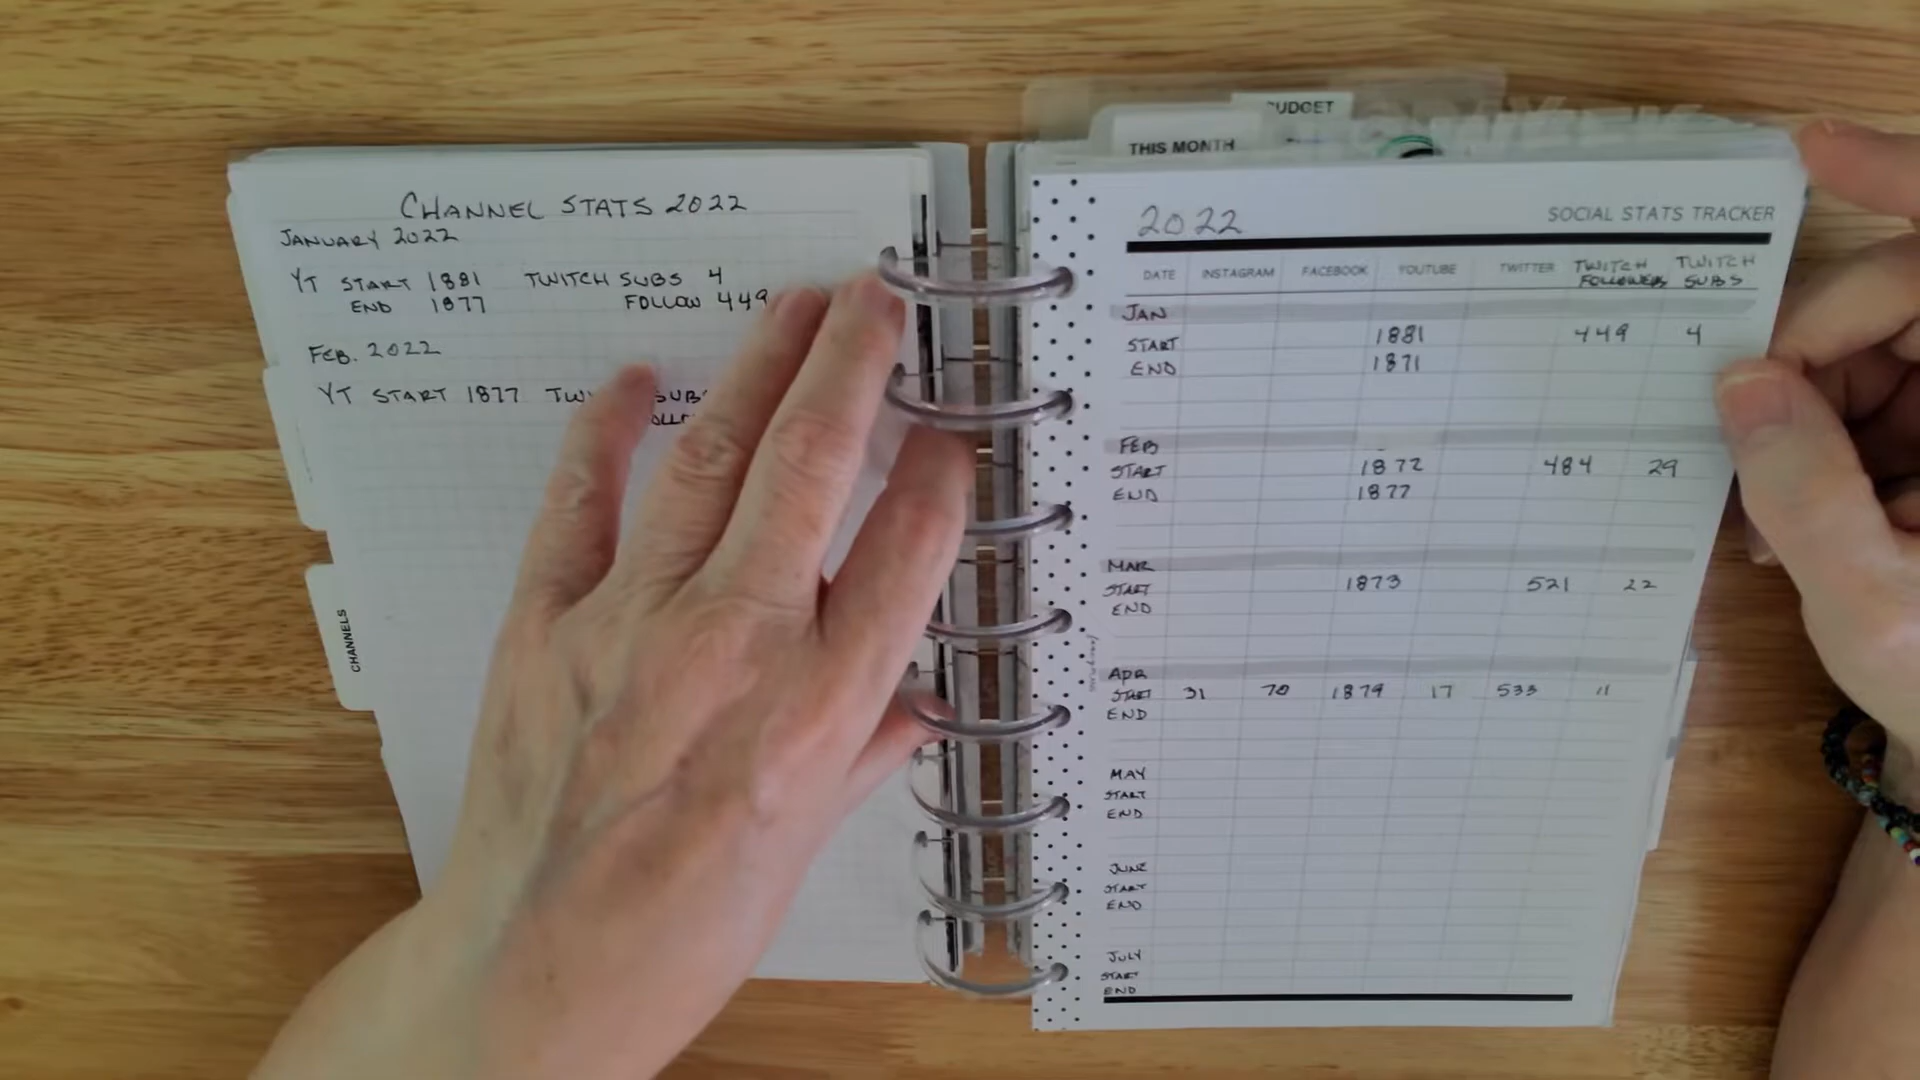 CHANNEL STATS 2022
JANUARY 2022
YT START 1881 TWITCH SUBS 4
END 1877 FOLLOW 449
FEB. 2022
YT START 1877 SUBS
CHANNELS
BUDGET
THIS MONTH
2022 SOCIAL STATS TRACKER
DATE INSTAGRAM FACEBOOK YOUTUBE TWITTER TWITCH FOLLOWERS TWITCH SUBS
JAN
START 1881 449 4
END 1871
FEB
START 1872 484 29
END 1877
MAR
START 1873 521 22
END
APR
START 31 70 1879 17 533 11
END
MAY
START
END
JUNE
START
END
JULY
START
END